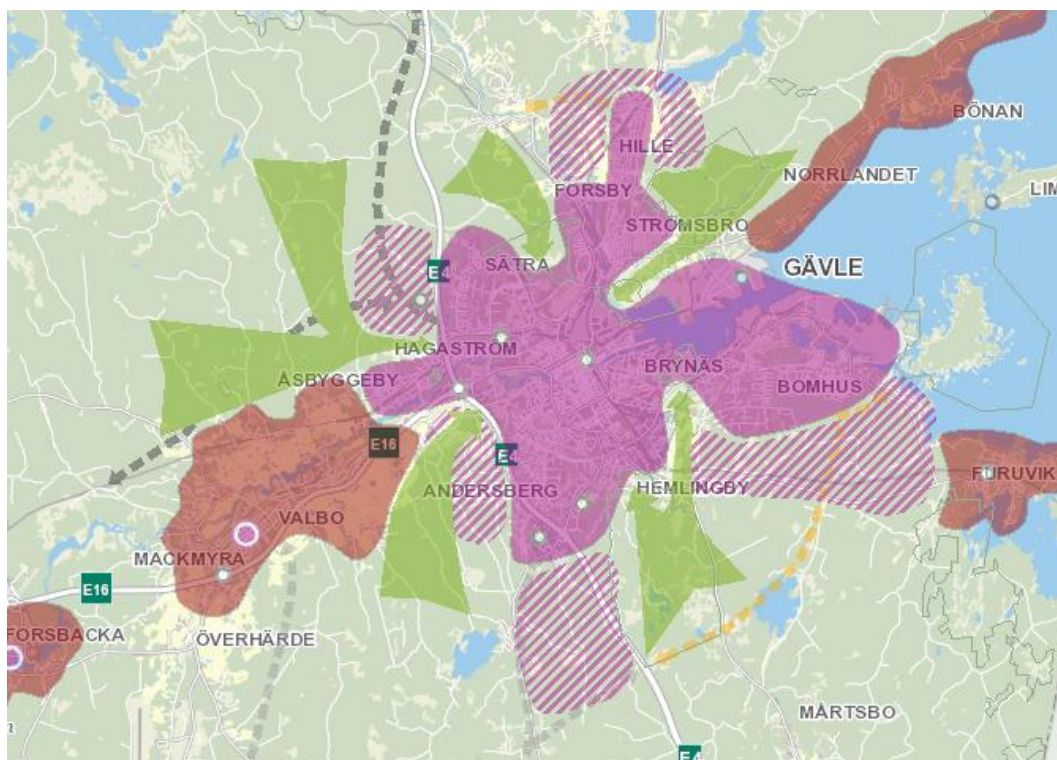 BÖNAN
HILLE
NORRLANDET
FORSBY
LIM
STRÖMSBRO
SÄTRA
GÄVLE
E4
HAGASTRÖM
BRYNÄS
ÅSBYGGEBY
BOMHUS
E16
E4
FURUVIK
ANDERSBERG
HEMLINGBY
VALBO
MACKMYRA
E16
FORSBACKA
ÖVERHÄRDE
MÅRTSBO
n
E4